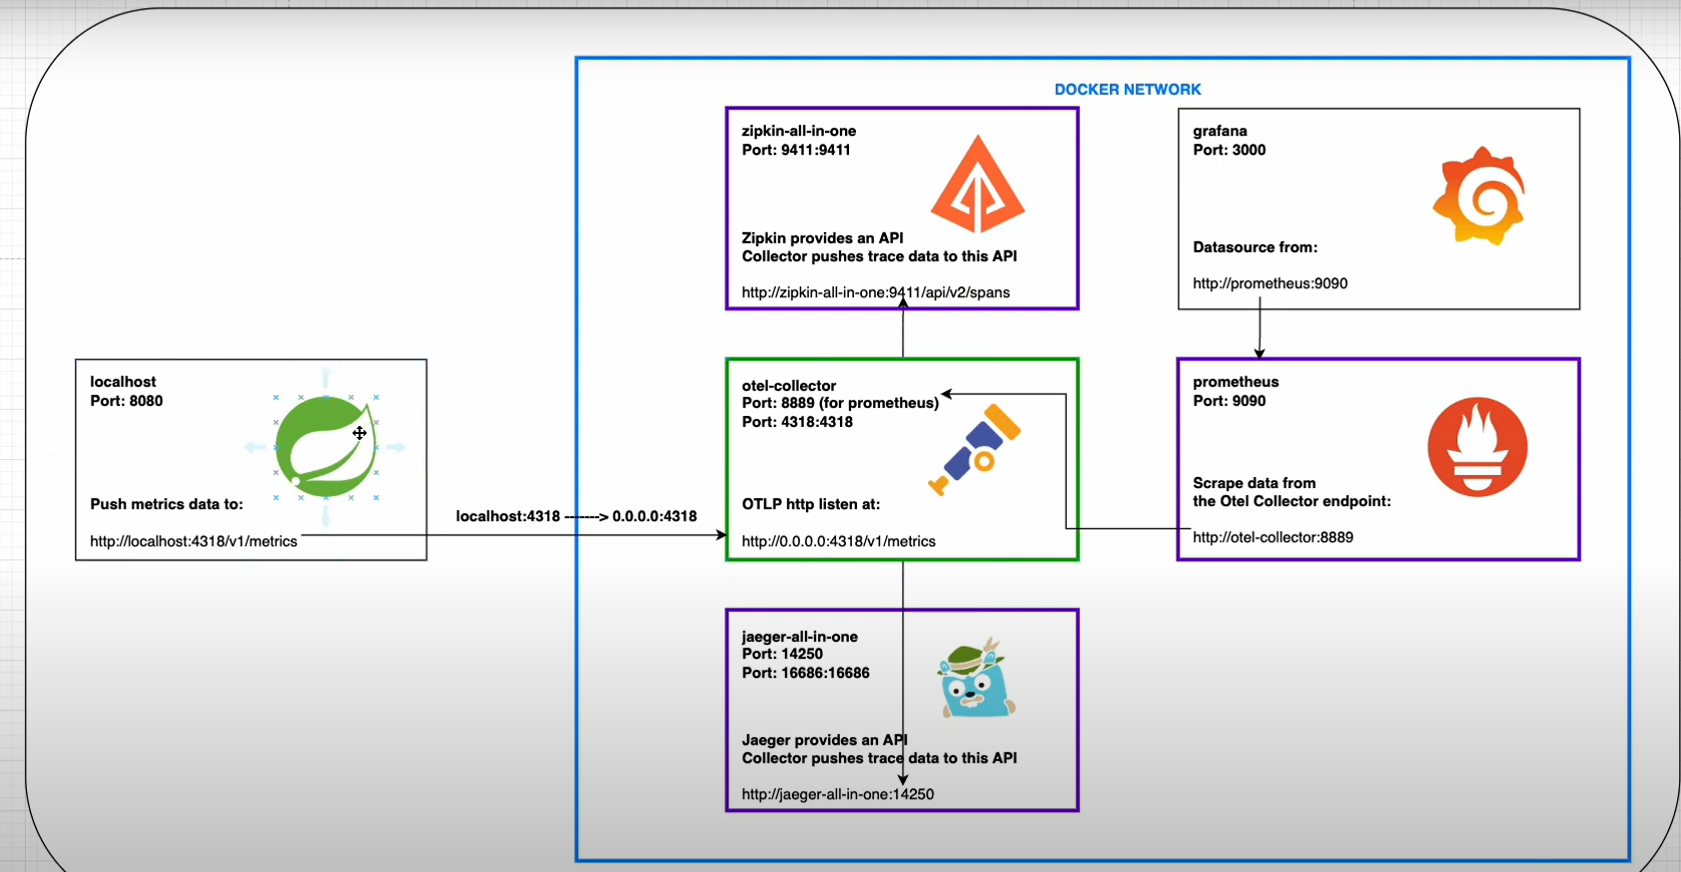 DOCKER NETWORK
zipkin-all-in-one
Port: 9411:9411
Zipkin provides an API
Collector pushes trace data to this API
http://zipkin-all-in-one:9411/api/v2/spans
grafana
Port: 3000
Datasource from:
http://prometheus:9090
localhost
Port: 8080
Push metrics data to:
http://localhost:4318/v1/metrics
localhost:4318 -------> 0.0.0.0:4318
otel-collector
Port: 8889 (for prometheus)
Port: 4318:4318
OTLP http listen at:
http://0.0.0.0:4318/v1/metrics
prometheus
Port: 9090
Scrape data from
the Otel Collector endpoint:
http://otel-collector:8889
jaeger-all-in-one
Port: 14250
Port: 16686:16686
Jaeger provides an API
Collector pushes trace data to this API
http://jaeger-all-in-one:14250